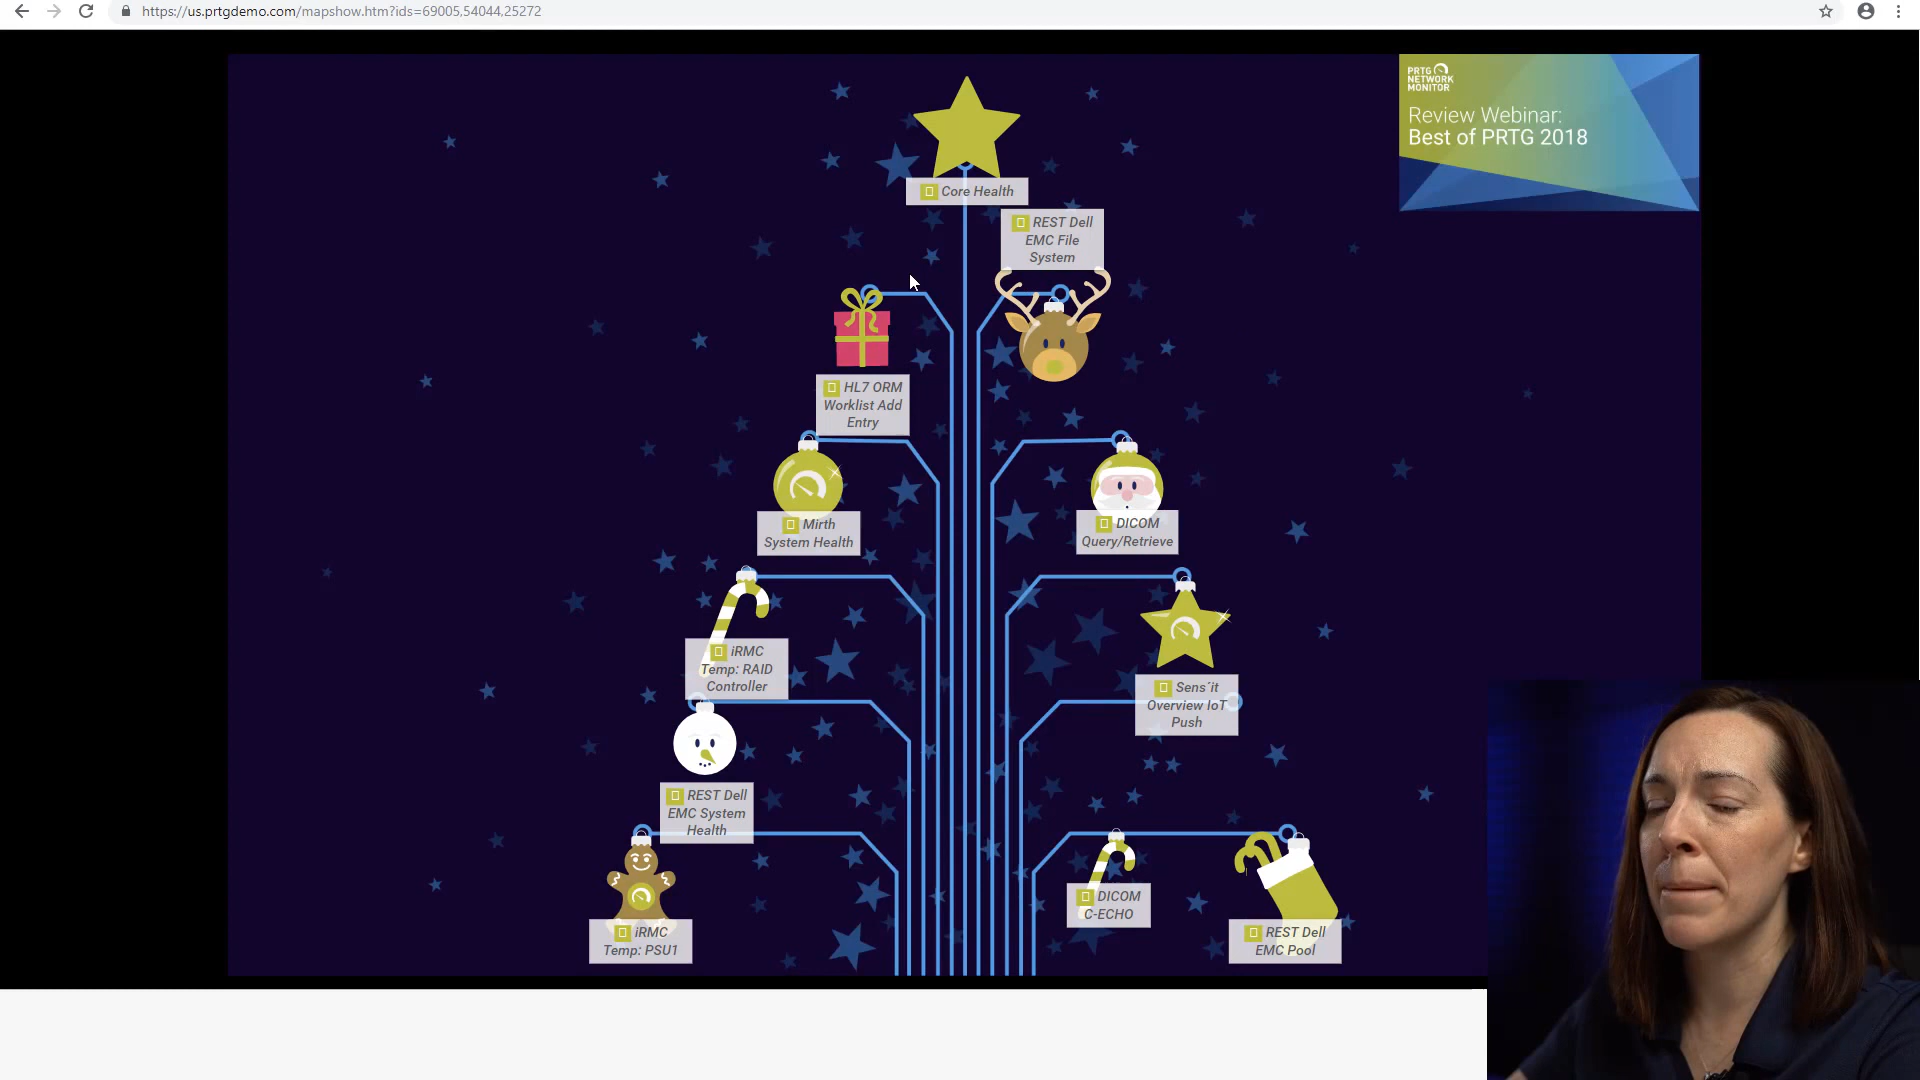 https://us.prtgdemo.com/mapshow.htm?ids=69005,54044,25272
PRTG
NETWORK
MONITOR
Review Webinar:
Best of PRTG 2018
Core Health
REST Dell
EMC File
System
HL7 ORM
Worklist Add
Entry
Mirth
System Health
DICOM
Query/Retrieve
iRMC
Temp: RAID
Controller
Sens´it
Overview IoT
Push
REST Dell
EMC System
Health
iRMC
Temp: PSU1
DICOM
C-ECHO
REST Dell
EMC Pool